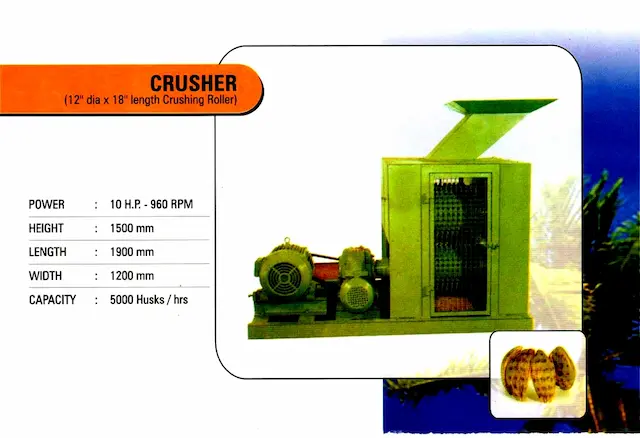 CRUSHER
(12" dia x 18" length Crushing Roller)
POWER : 10 H.P. - 960 RPM
HEIGHT : 1500 mm
LENGTH : 1900 mm
WIDTH : 1200 mm
CAPACITY : 5000 Husks / hrs